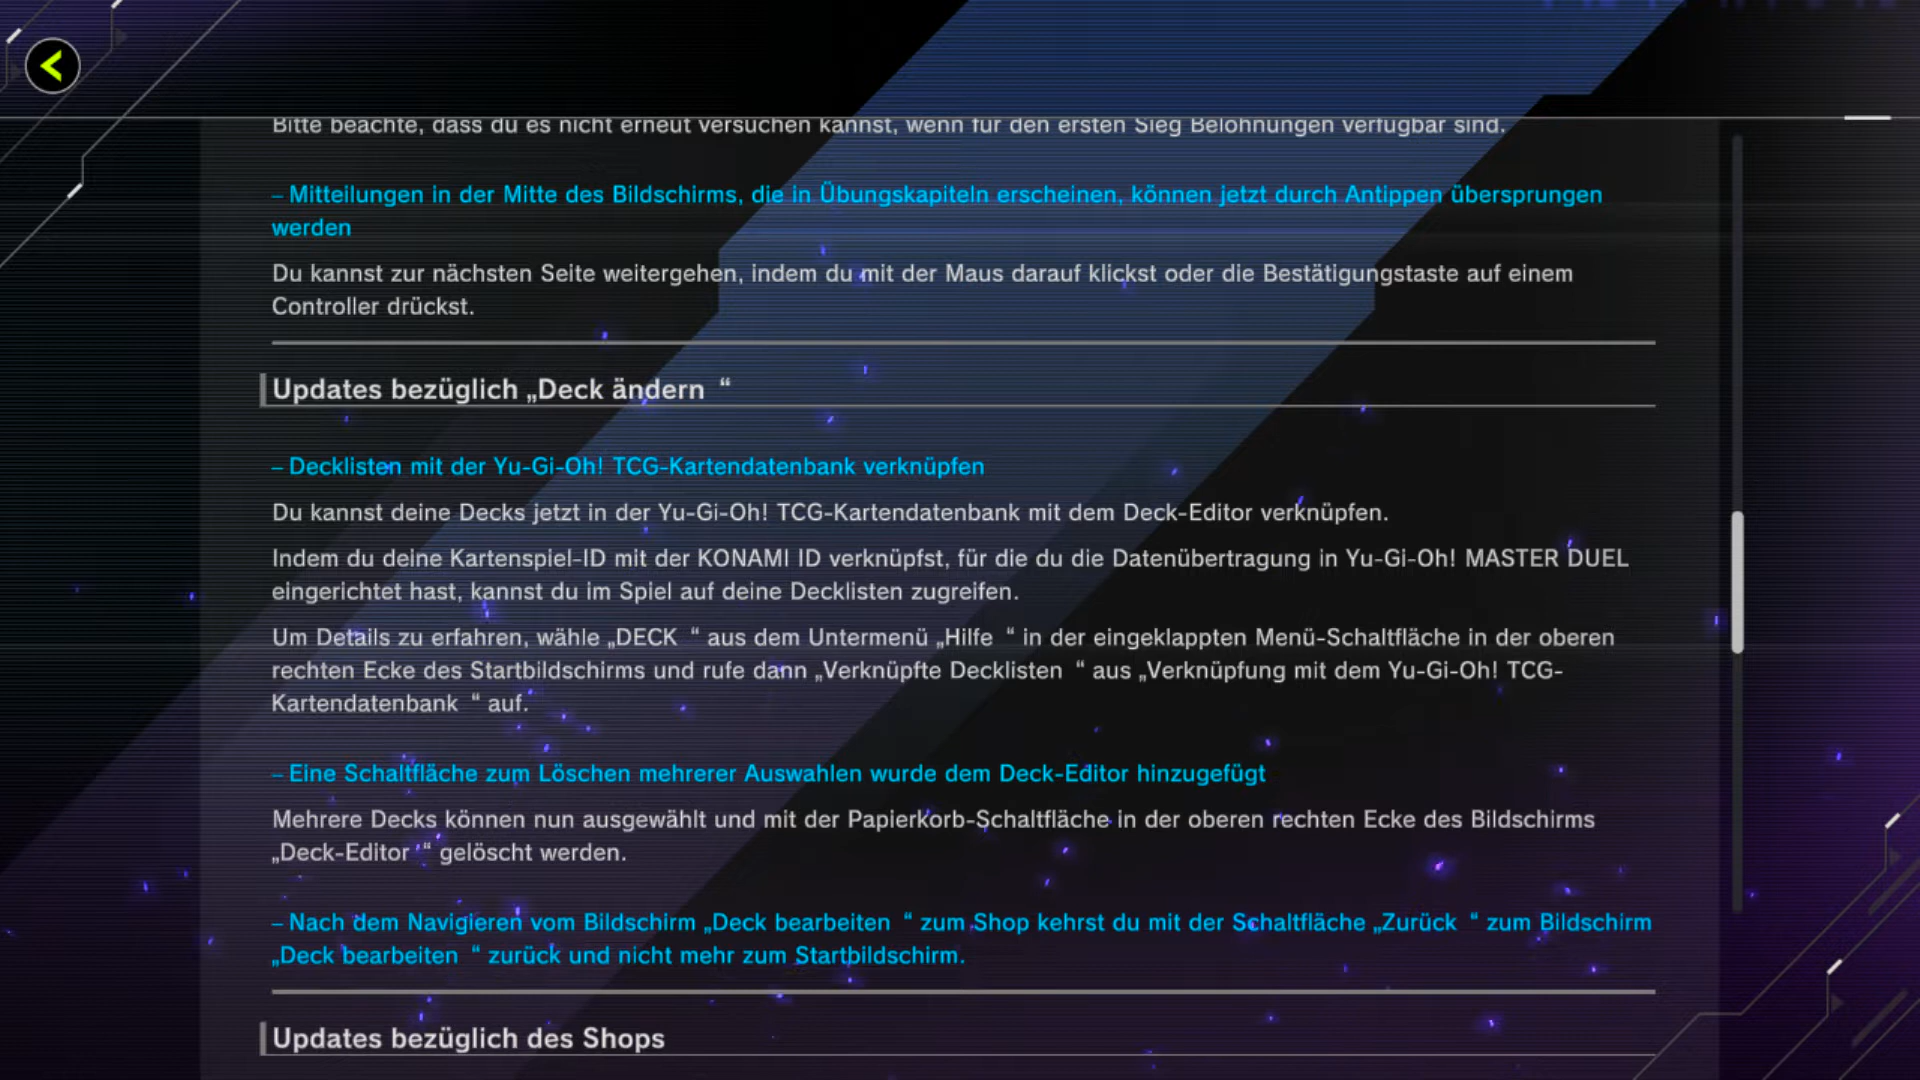 Bitte beachte, dass du es nicht erneut versuchen kannst, wenn für den ersten Sieg Belohnungen verfügbar sind.
– Mitteilungen in der Mitte des Bildschirms, die in Übungskapiteln erscheinen, können jetzt durch Antippen übersprungen
werden
Du kannst zur nächsten Seite weitergehen, indem du mit der Maus darauf klickst oder die Bestätigungstaste auf einem
Controller drückst.
Updates bezüglich „Deck ändern “
– Decklisten mit der Yu-Gi-Oh! TCG-Kartendatenbank verknüpfen
Du kannst deine Decks jetzt in der Yu-Gi-Oh! TCG-Kartendatenbank mit dem Deck-Editor verknüpfen.
Indem du deine Kartenspiel-ID mit der KONAMI ID verknüpfst, für die du die Datenübertragung in Yu-Gi-Oh! MASTER DUEL
eingerichtet hast, kannst du im Spiel auf deine Decklisten zugreifen.
Um Details zu erfahren, wähle „DECK “ aus dem Untermenü „Hilfe “ in der eingeklappten Menü-Schaltfläche in der oberen
rechten Ecke des Startbildschirms und rufe dann „Verknüpfte Decklisten “ aus „Verknüpfung mit dem Yu-Gi-Oh! TCG-
Kartendatenbank “ auf.
– Eine Schaltfläche zum Löschen mehrerer Auswahlen wurde dem Deck-Editor hinzugefügt
Mehrere Decks können nun ausgewählt und mit der Papierkorb-Schaltfläche in der oberen rechten Ecke des Bildschirms
„Deck-Editor “ gelöscht werden.
– Nach dem Navigieren vom Bildschirm „Deck bearbeiten “ zum Shop kehrst du mit der Schaltfläche „Zurück “ zum Bildschirm
„Deck bearbeiten “ zurück und nicht mehr zum Startbildschirm.
Updates bezüglich des Shops